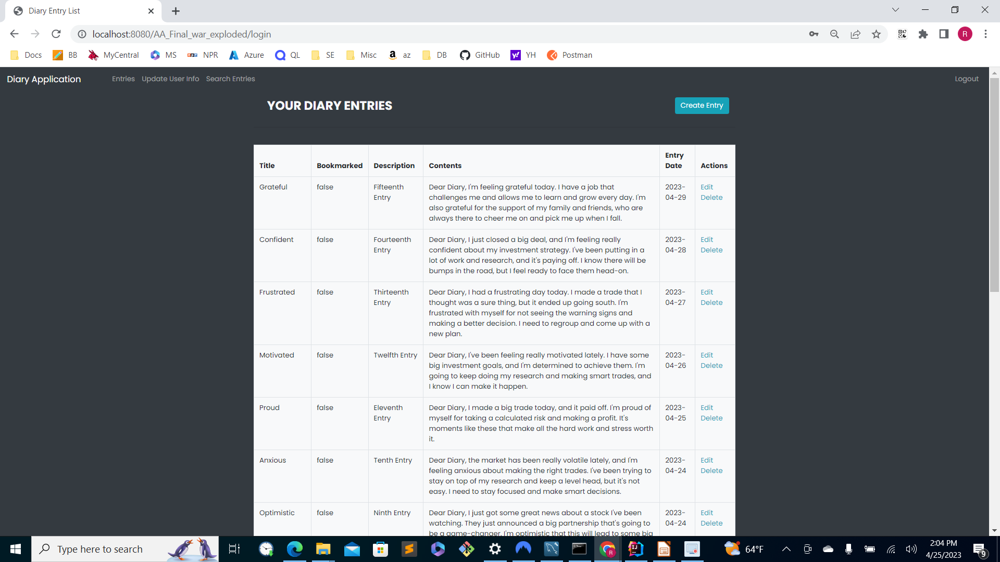 Diary Entry List
localhost:8080/AA_Final_war_exploded/login
R
Docs BB MyCentral MS NPR Azure QL SE Misc az DB GitHub YH Postman
Diary Application Entries Update User Info Search Entries Logout
YOUR DIARY ENTRIES Create Entry
Title Bookmarked Description Contents Entry
Date Actions
Grateful false Fifteenth
Entry
Dear Diary, I'm feeling grateful today. I have a job that
challenges me and allows me to learn and grow every day. I'm
also grateful for the support of my family and friends, who are
always there to cheer me on and pick me up when I fall.
2023-
04-29
Edit
Delete
Confident false Fourteenth
Entry
Dear Diary, I just closed a big deal, and I'm feeling really
confident about my investment strategy. I've been putting in a
lot of work and research, and it's paying off. I know there will be
bumps in the road, but I feel ready to face them head-on.
2023-
04-28
Edit
Delete
Frustrated false Thirteenth
Entry
Dear Diary, I had a frustrating day today. I made a trade that I
thought was a sure thing, but it ended up going south. I'm
frustrated with myself for not seeing the warning signs and
making a better decision. I need to regroup and come up with a
new plan.
2023-
04-27
Edit
Delete
Motivated false Twelfth Entry
Dear Diary, I've been feeling really motivated lately. I have some
big investment goals, and I'm determined to achieve them. I'm
going to keep doing my research and making smart trades, and
I know I can make it happen.
2023-
04-26
Edit
Delete
Proud false Eleventh
Entry
Dear Diary, I made a big trade today, and it paid off. I'm proud of
myself for taking a calculated risk and making a profit. It's
moments like these that make all the hard work and stress worth
it.
2023-
04-25
Edit
Delete
Anxious false Tenth Entry
Dear Diary, the market has been really volatile lately, and I'm
feeling anxious about making the right trades. I've been trying to
stay on top of my research and keep a level head, but it's not
easy. I need to stay focused and make smart decisions.
2023-
04-24
Edit
Delete
Optimistic false Ninth Entry
Dear Diary, I just got some great news about a stock I've been
watching. They just announced a big partnership that's going to
be a game-changer. I'm optimistic that this will lead to some big
2023-
04-24
Edit
Delete
Type here to search
64°F
2:04 PM
4/25/2023
9